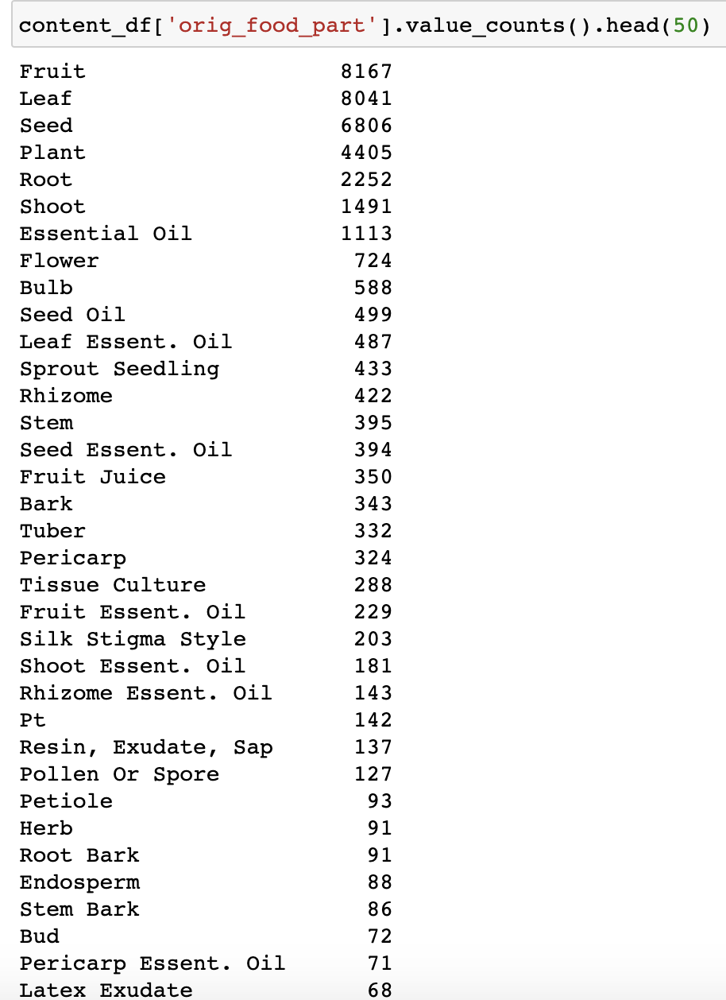 content_df['orig_food_part'].value_counts().head(50)
Fruit 8167
Leaf 8041
Seed 6806
Plant 4405
Root 2252
Shoot 1491
Essential Oil 1113
Flower 724
Bulb 588
Seed Oil 499
Leaf Essent. Oil 487
Sprout Seedling 433
Rhizome 422
Stem 395
Seed Essent. Oil 394
Fruit Juice 350
Bark 343
Tuber 332
Pericarp 324
Tissue Culture 288
Fruit Essent. Oil 229
Silk Stigma Style 203
Shoot Essent. Oil 181
Rhizome Essent. Oil 143
Pt 142
Resin, Exudate, Sap 137
Pollen Or Spore 127
Petiole 93
Herb 91
Root Bark 91
Endosperm 88
Stem Bark 86
Bud 72
Pericarp Essent. Oil 71
Latex Exudate 68